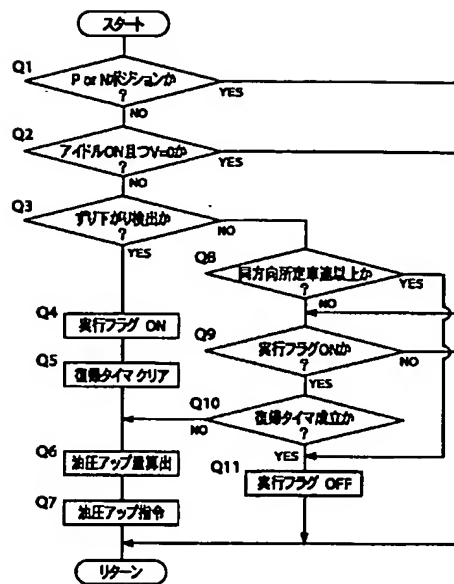 スタート
Q1
P or Nポジションか
?
YES
NO
Q2
アイドルON且つV=0か
?
YES
NO
Q3
ずり下がり検出か
?
NO
YES
Q8
同方向所定車速以上か
?
YES
NO
Q4
実行フラグ ON
Q9
実行フラグONか
?
NO
YES
Q5
復帰タイマ クリア
Q10
復帰タイマ成立か
?
NO
YES
Q6
油圧アップ量算出
Q11
実行フラグ OFF
Q7
油圧アップ指令
リターン